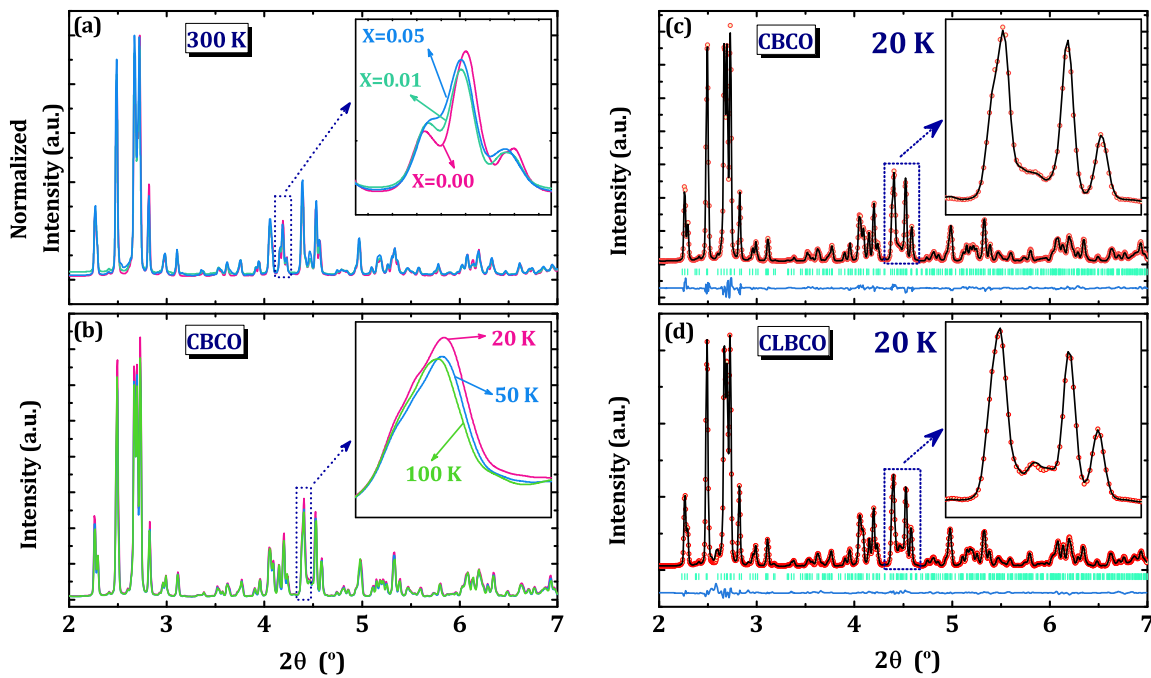 (a)
300 K
X=0.05
X=0.01
X=0.00
Normalized
Intensity (a.u.)
(b)
CBCO
20 K
50 K
100 K
Intensity (a.u.)
2 3 4 5 6 7
2θ (º)
(c)
CBCO
20 K
Intensity (a.u.)
(d)
CLBCO
20 K
Intensity (a.u.)
2 3 4 5 6 7
2θ (º)